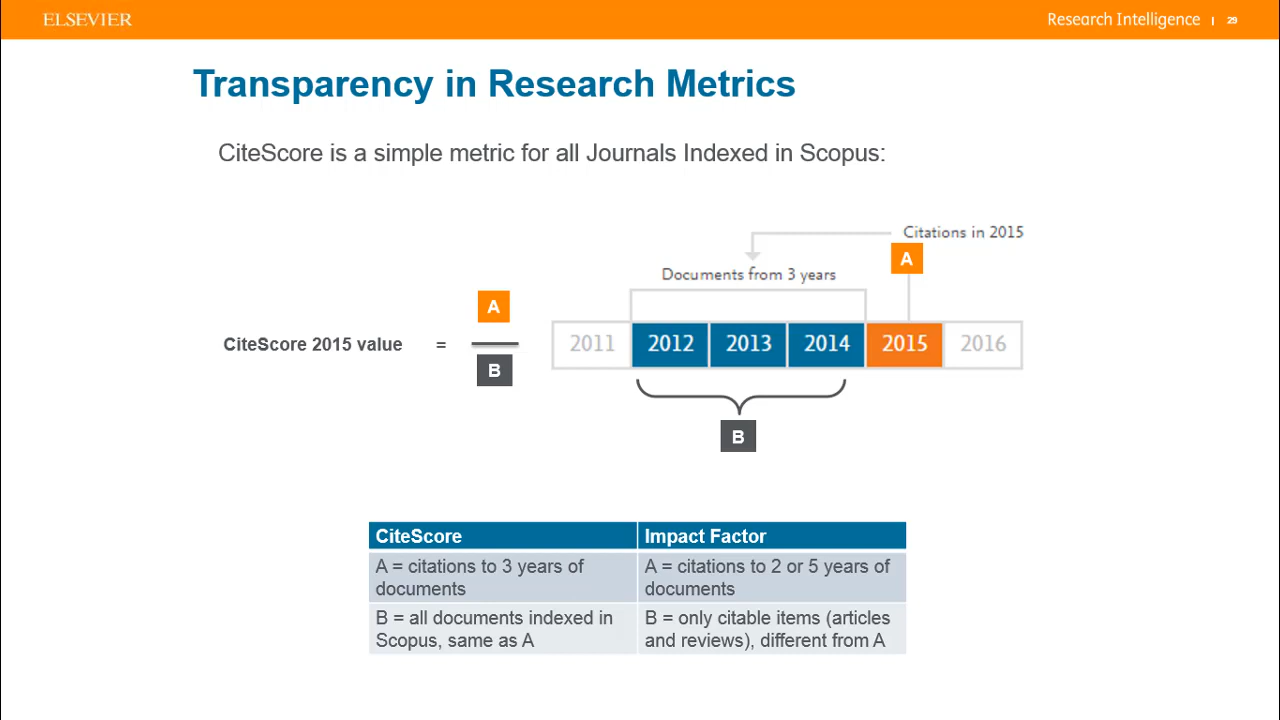 ELSEVIER
Research Intelligence | 29
Transparency in Research Metrics
CiteScore is a simple metric for all Journals Indexed in Scopus:
Citations in 2015
A
Documents from 3 years
A
CiteScore 2015 value = 
B
2011 2012 2013 2014 2015 2016
B
CiteScore
Impact Factor
A = citations to 3 years of
documents
A = citations to 2 or 5 years of
documents
B = all documents indexed in
Scopus, same as A
B = only citable items (articles
and reviews), different from A